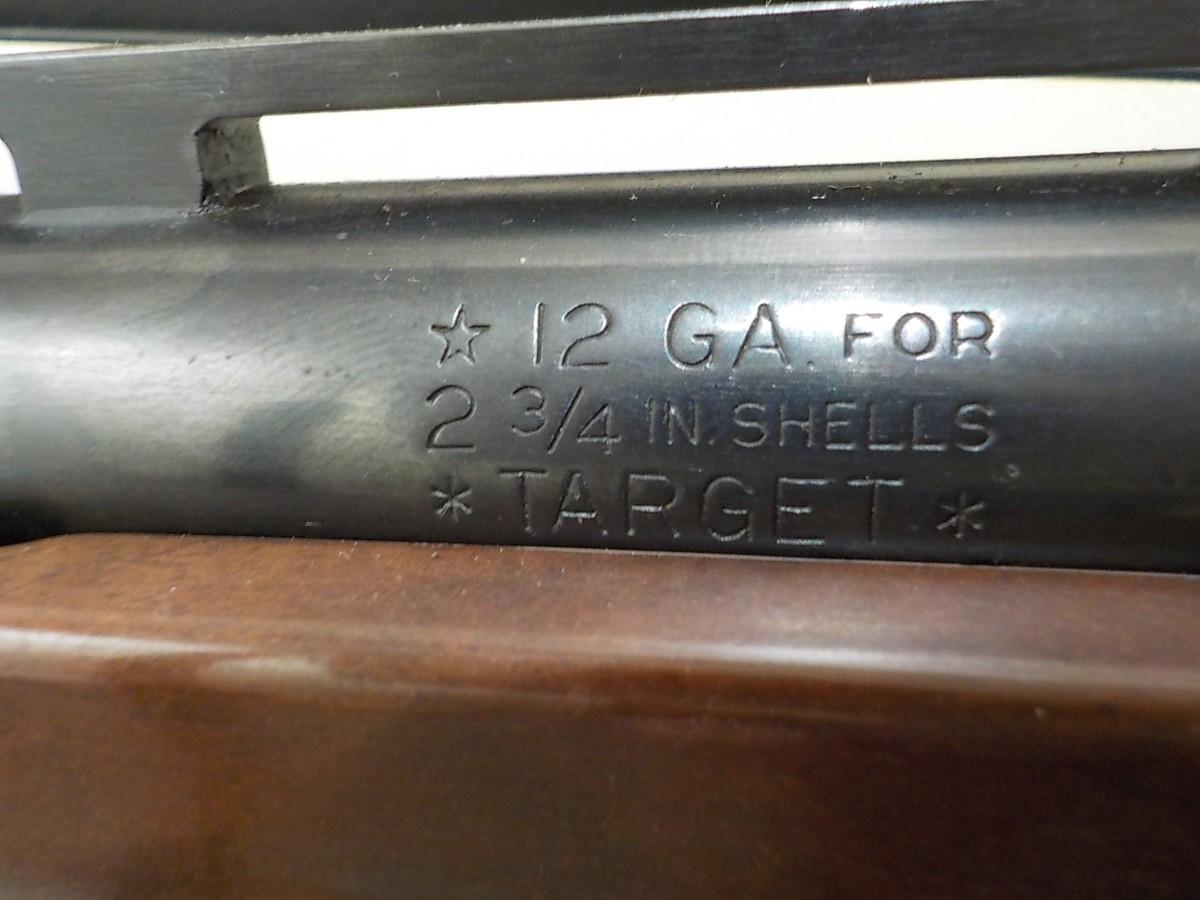 ☆ 12 GA. FOR
2 3/4 IN. SHELLS
* TARGET *